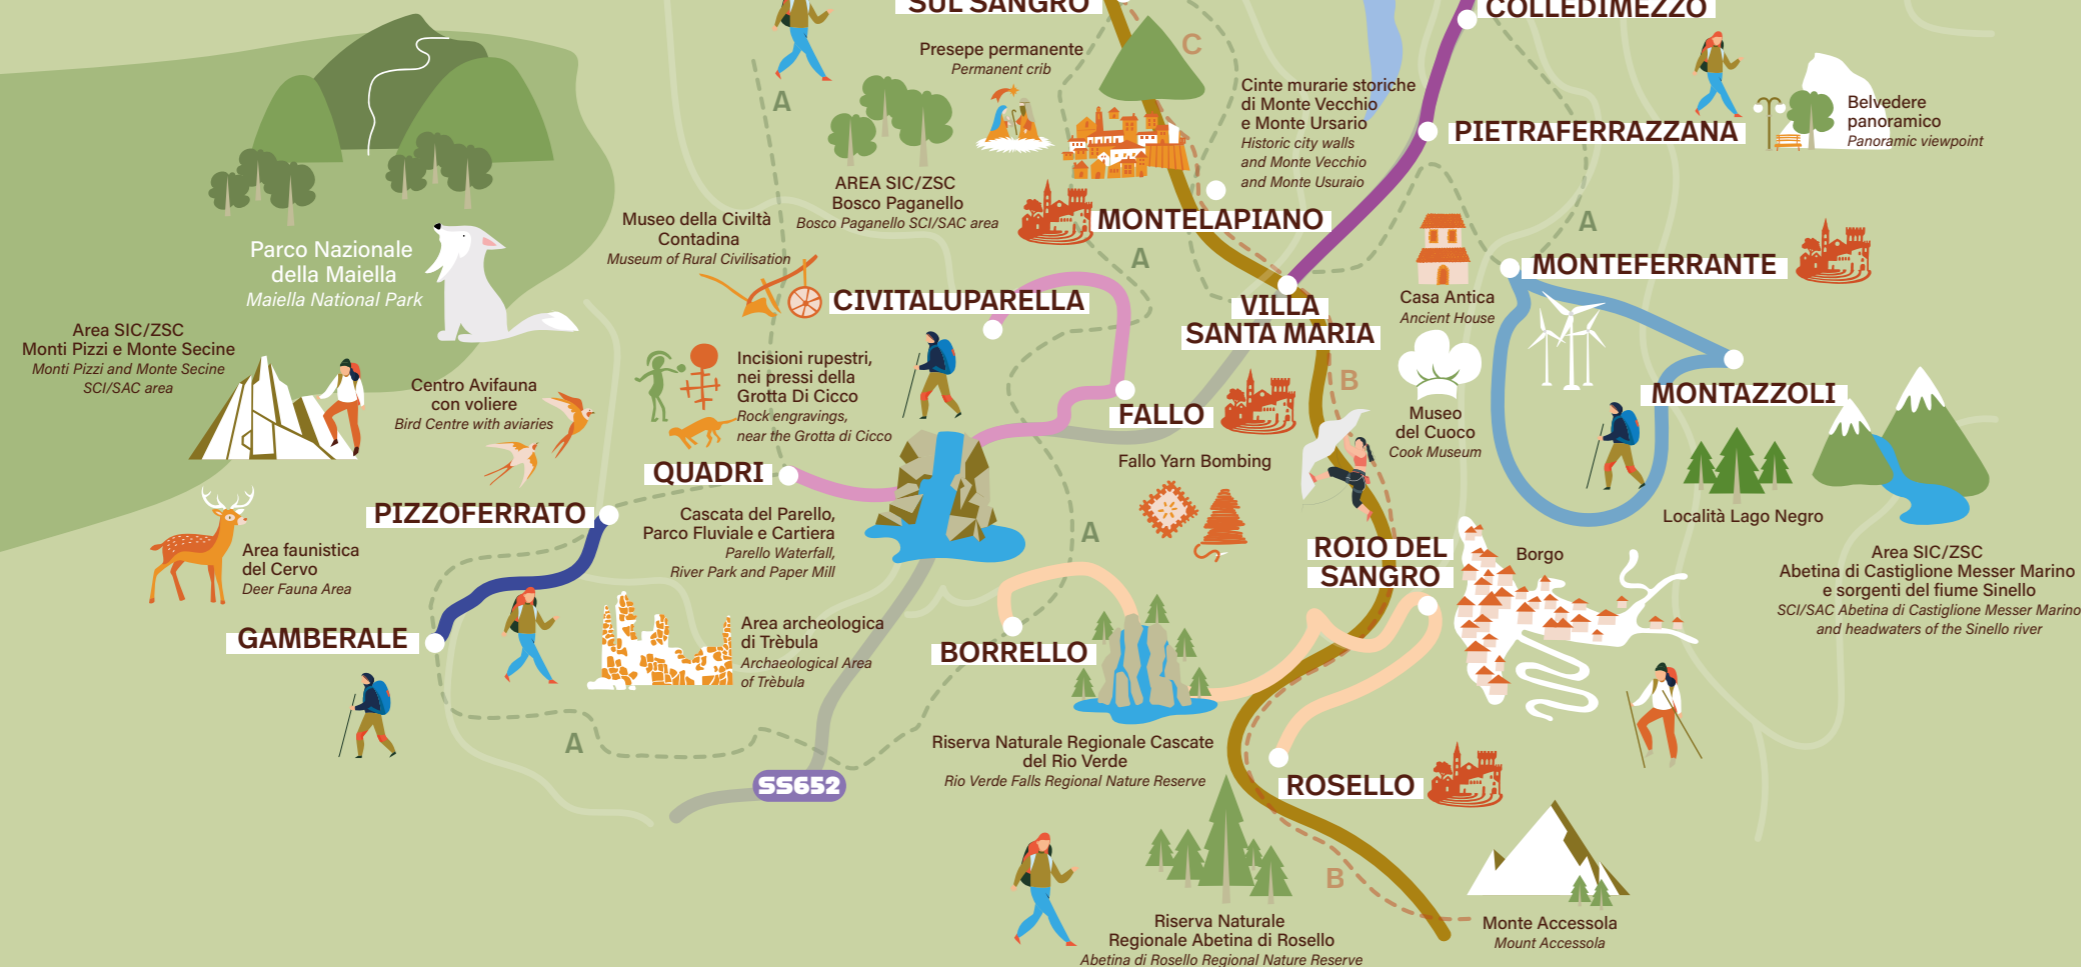 SUL SANGRO
COLLEDIMEZZO
Presepe permanente
Permanent crib
C
A
Cinte murarie storiche
di Monte Vecchio
e Monte Ursario
Historic city walls
and Monte Vecchio
and Monte Usuraio
PIETRAFERRAZZANA
Belvedere
panoramico
Panoramic viewpoint
AREA SIC/ZSC
Bosco Paganello
Bosco Paganello SCI/SAC area
MONTELAPIANO
Museo della Civiltà
Contadina
Museum of Rural Civilisation
A
A
Parco Nazionale
della Maiella
Maiella National Park
MONTEFERRANTE
CIVITALUPARELLA
VILLA
SANTA MARIA
Casa Antica
Ancient House
Area SIC/ZSC
Monti Pizzi e Monte Secine
Monti Pizzi and Monte Secine
SCI/SAC area
Centro Avifauna
con voliere
Bird Centre with aviaries
Incisioni rupestri,
nei pressi della
Grotta Di Cicco
Rock engravings,
near the Grotta di Cicco
FALLO
B
Museo
del Cuoco
Cook Museum
MONTAZZOLI
Fallo Yarn Bombing
QUADRI
PIZZOFERRATO
Cascata del Parello,
Parco Fluviale e Cartiera
Parello Waterfall,
River Park and Paper Mill
A
Località Lago Negro
Area faunistica
del Cervo
Deer Fauna Area
ROIO DEL
SANGRO
Borgo
Area SIC/ZSC
Abetina di Castiglione Messer Marino
e sorgenti del fiume Sinello
SCI/SAC Abetina di Castiglione Messer Marino
and headwaters of the Sinello river
GAMBERALE
Area archeologica
di Trèbula
Archaeological Area
of Trèbula
BORRELLO
A
Riserva Naturale Regionale Cascate
del Rio Verde
Rio Verde Falls Regional Nature Reserve
SS652
ROSELLO
B
Riserva Naturale
Regionale Abetina di Rosello
Abetina di Rosello Regional Nature Reserve
Monte Accessola
Mount Accessola